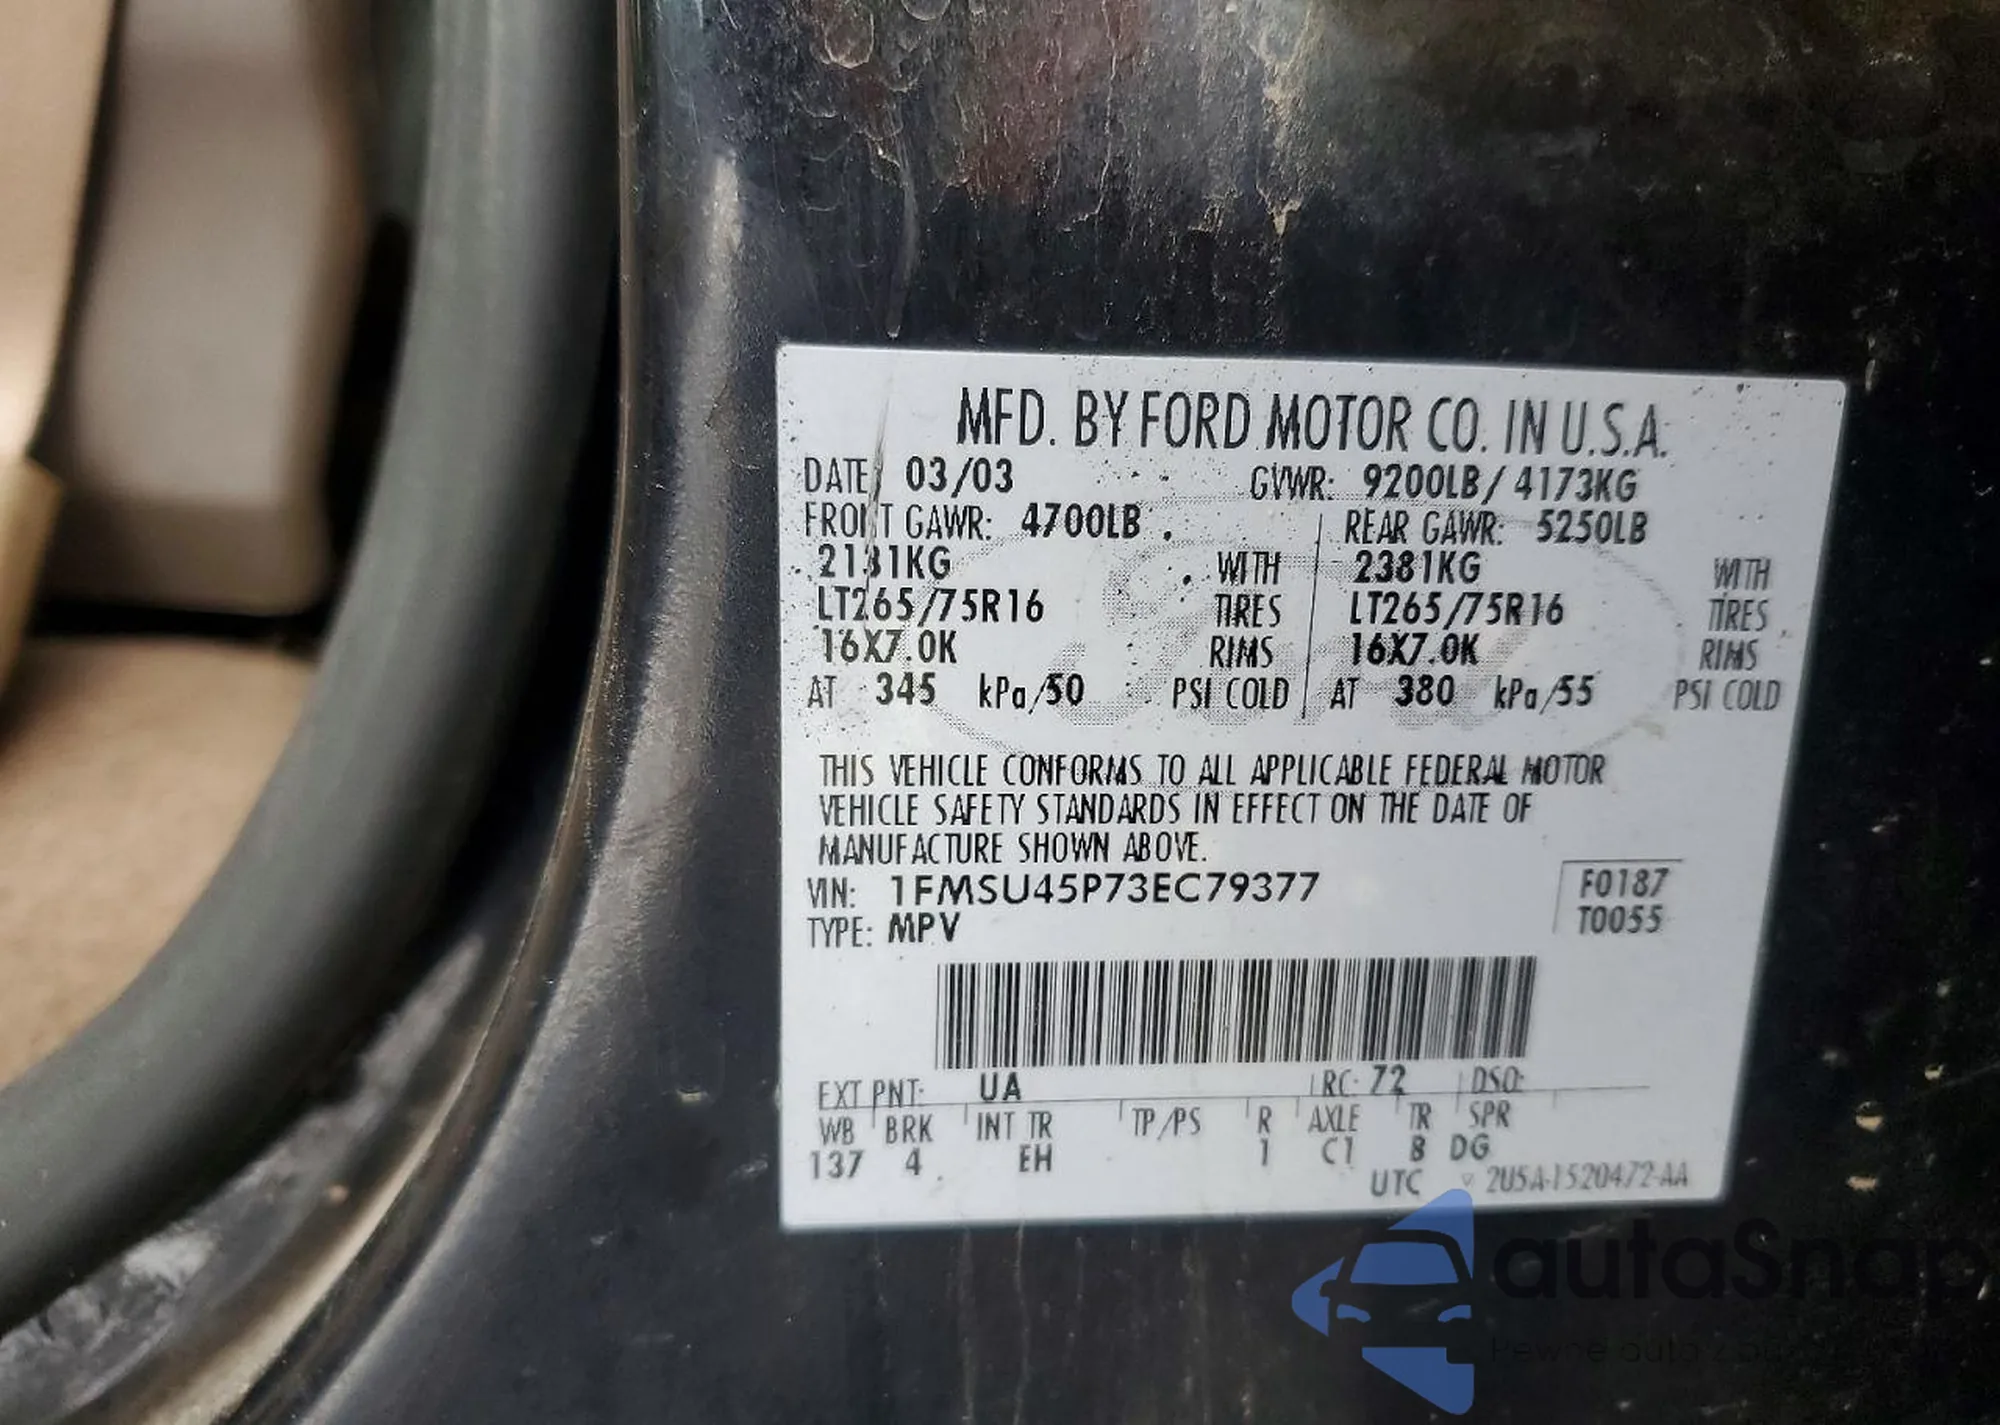 MFD. BY FORD MOTOR CO. IN U.S.A.
DATE 03/03 GVWR: 9200LB / 4173KG
FRONT GAWR: 4700LB REAR GAWR: 5250LB
2131KG WITH 2381KG WITH
LT265/75R16 TIRES LT265/75R16 TIRES
16X7.0K RIMS 16X7.0K RIMS
AT 345 kPa/50 PSI COLD AT 380 kPa/55 PSI COLD
THIS VEHICLE CONFORMS TO ALL APPLICABLE FEDERAL MOTOR
VEHICLE SAFETY STANDARDS IN EFFECT ON THE DATE OF
MANUFACTURE SHOWN ABOVE.
VIN: 1FMSU45P73EC79377 F0187
TYPE: MPV T0055
EXT PNT: UA RC: 72 DSO:
WB BRK INT TR TP/PS R AXLE TR SPR
137 4 EH 1 C1 B DG
UTC 2U5A-1520472-AA
autaSnap
Pewne auto z